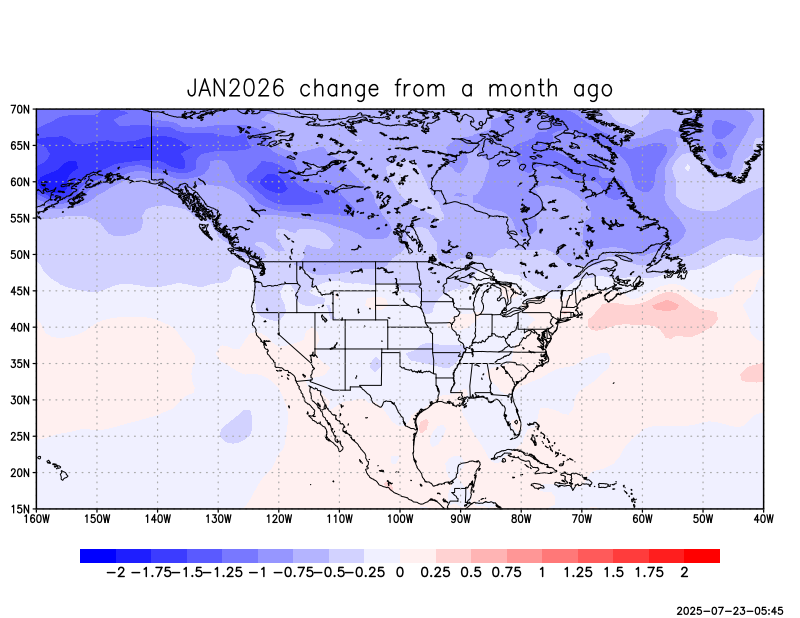 JAN2026 change from a month ago
70N
65N
60N
55N
50N
45N
40N
35N
30N
25N
20N
15N
160W 150W 140W 130W 120W 110W 100W 90W 80W 70W 60W 50W 40W
−2 −1.75 −1.5 −1.25 −1 −0.75 −0.5 −0.25 0 0.25 0.5 0.75 1 1.25 1.5 1.75 2
2025-07-23-05:45